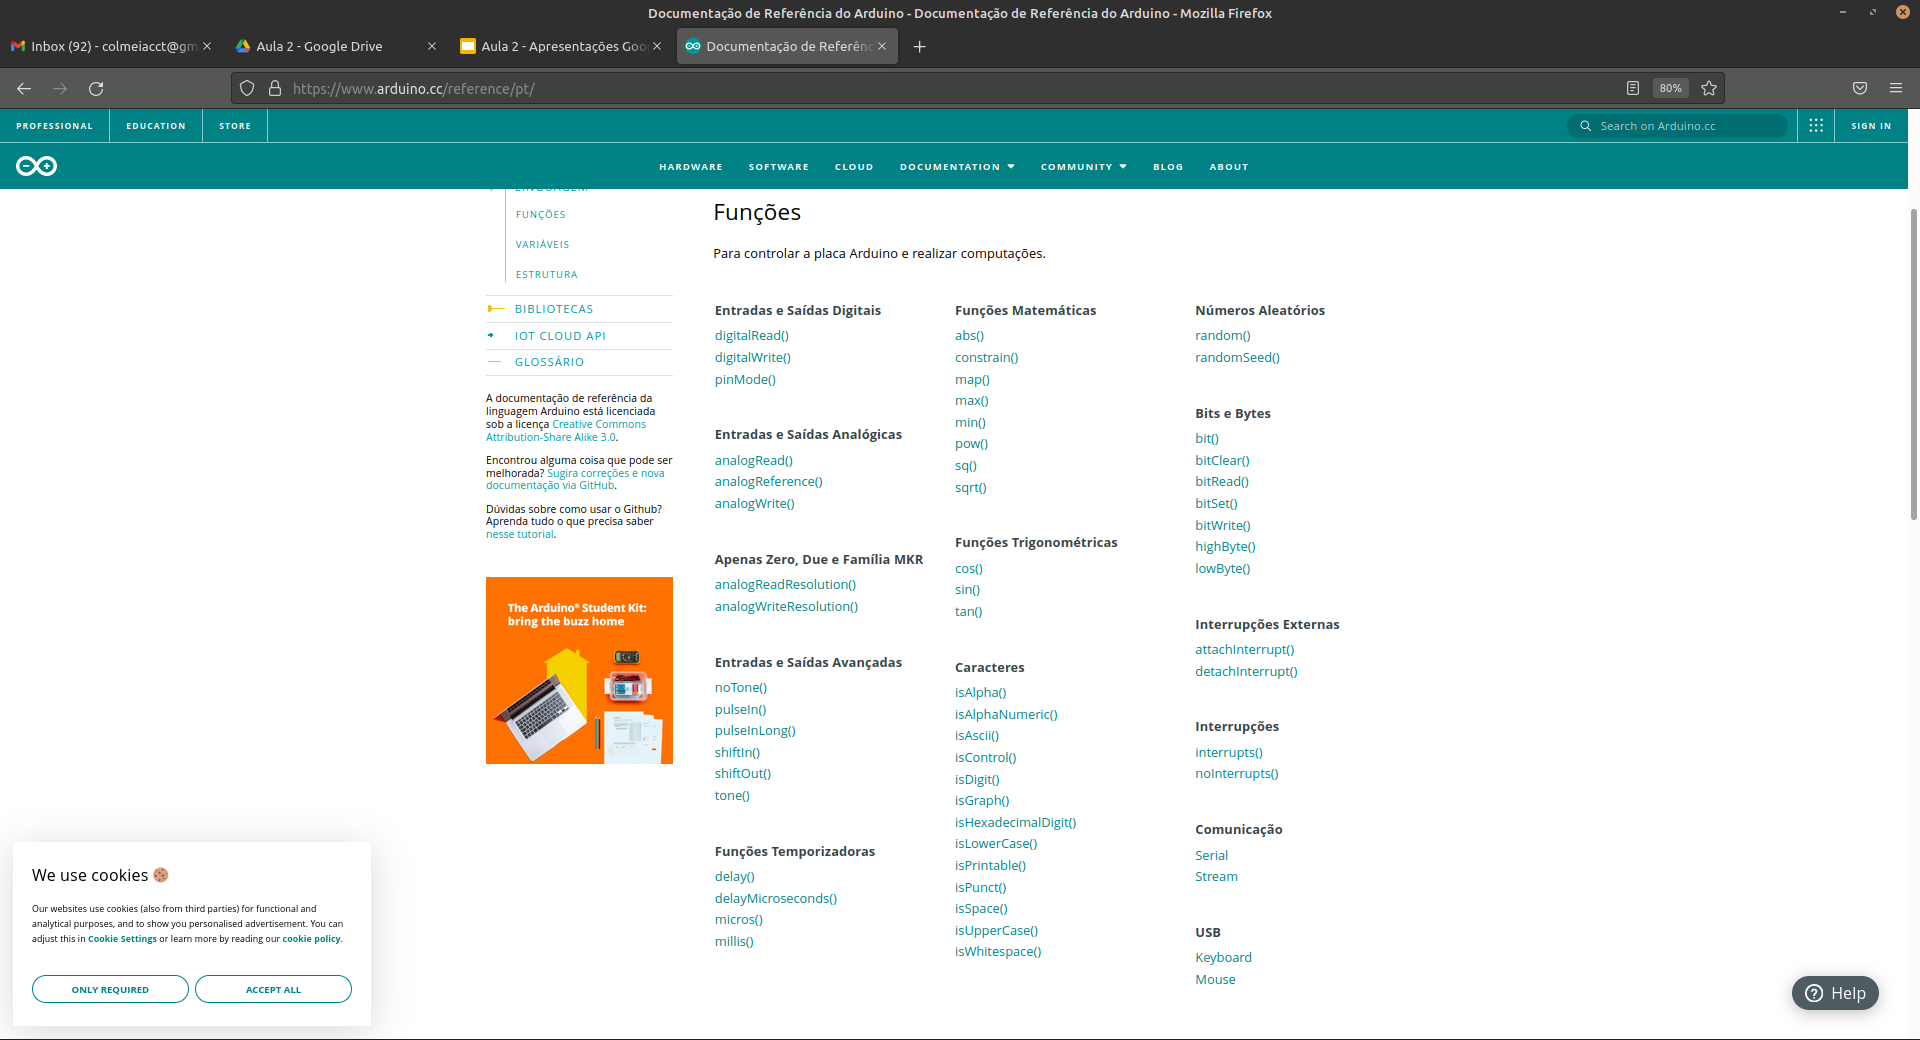 Documentação de Referência do Arduino - Documentação de Referência do Arduino - Mozilla Firefox
Inbox (92) - colmeiacct@gm
Aula 2 - Google Drive
Aula 2 - Apresentações Goo
Documentação de Referên
https://www.arduino.cc/reference/pt/
80%
PROFESSIONAL
EDUCATION
STORE
Search on Arduino.cc
SIGN IN
HARDWARE
SOFTWARE
CLOUD
DOCUMENTATION
COMMUNITY
BLOG
ABOUT
LINGUAGEM
FUNÇÕES
VARIÁVEIS
ESTRUTURA
BIBLIOTECAS
IOT CLOUD API
GLOSSÁRIO
A documentação de referência da
linguagem Arduino está licenciada
sob a licença Creative Commons
Attribution-Share Alike 3.0.
Encontrou alguma coisa que pode ser
melhorada? Sugira correções e nova
documentação via GitHub.
Dúvidas sobre como usar o Github?
Aprenda tudo o que precisa saber
nesse tutorial.
The Arduino® Student Kit:
bring the buzz home
Funções
Para controlar a placa Arduino e realizar computações.
Entradas e Saídas Digitais
digitalRead()
digitalWrite()
pinMode()
Entradas e Saídas Analógicas
analogRead()
analogReference()
analogWrite()
Apenas Zero, Due e Família MKR
analogReadResolution()
analogWriteResolution()
Entradas e Saídas Avançadas
noTone()
pulseIn()
pulseInLong()
shiftIn()
shiftOut()
tone()
Funções Temporizadoras
delay()
delayMicroseconds()
micros()
millis()
Funções Matemáticas
abs()
constrain()
map()
max()
min()
pow()
sq()
sqrt()
Funções Trigonométricas
cos()
sin()
tan()
Caracteres
isAlpha()
isAlphaNumeric()
isAscii()
isControl()
isDigit()
isGraph()
isHexadecimalDigit()
isLowerCase()
isPrintable()
isPunct()
isSpace()
isUpperCase()
isWhitespace()
Números Aleatórios
random()
randomSeed()
Bits e Bytes
bit()
bitClear()
bitRead()
bitSet()
bitWrite()
highByte()
lowByte()
Interrupções Externas
attachInterrupt()
detachInterrupt()
Interrupções
interrupts()
noInterrupts()
Comunicação
Serial
Stream
USB
Keyboard
Mouse
We use cookies
Our websites use cookies (also from third parties) for functional and
analytical purposes, and to show you personalised advertisement. You can
adjust this in Cookie Settings or learn more by reading our cookie policy.
ONLY REQUIRED
ACCEPT ALL
Help